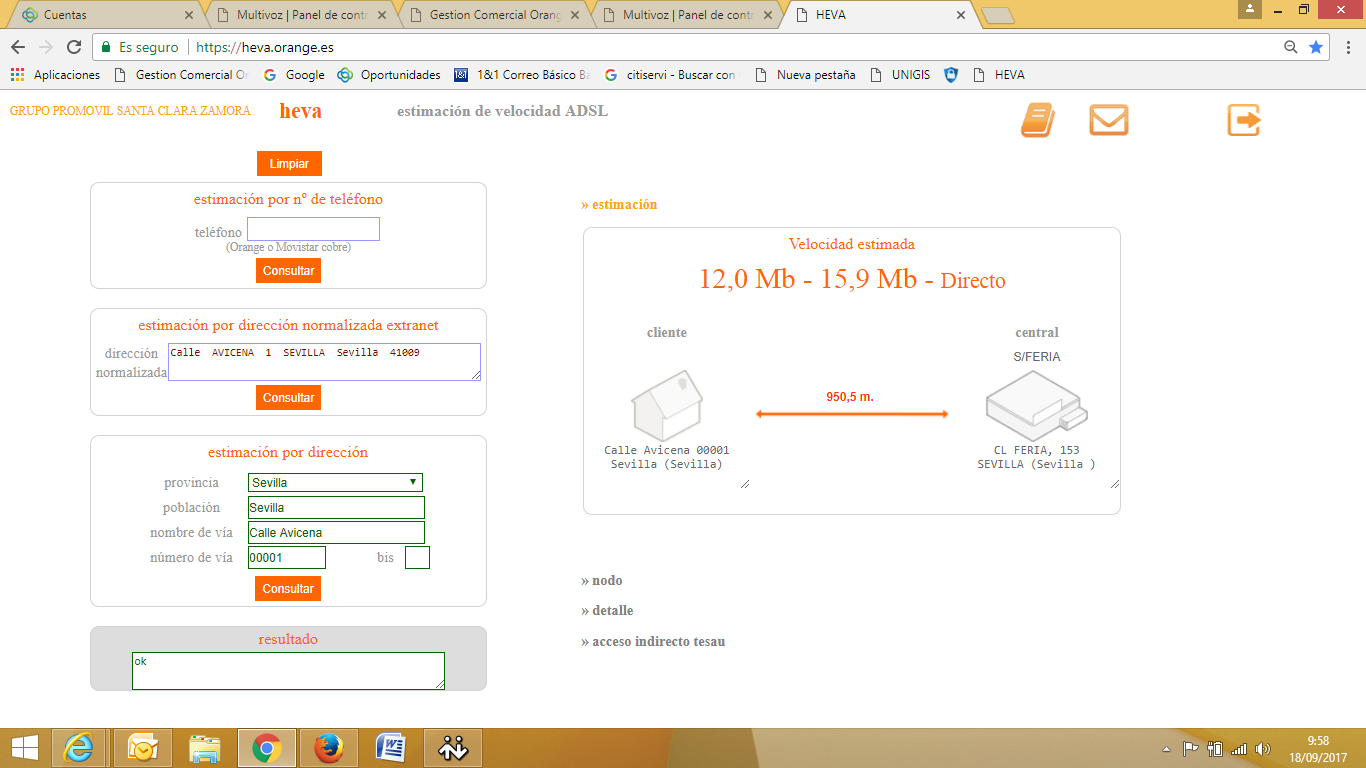 Cuentas
Multivoz | Panel de contr
Gestion Comercial Orang
Multivoz | Panel de contr
HEVA
Es seguro | https://heva.orange.es
Aplicaciones
Gestion Comercial Or
Google
Oportunidades
1&1 Correo Básico Ba
citiservi - Buscar con
Nueva pestaña
UNIGIS
HEVA
GRUPO PROMOVIL SANTA CLARA ZAMORA
heva
estimación de velocidad ADSL
Limpiar
estimación por nº de teléfono
teléfono
(Orange o Movistar cobre)
Consultar
estimación por dirección normalizada extranet
dirección
normalizada
Calle AVICENA 1 SEVILLA Sevilla 41009
Consultar
estimación por dirección
provincia Sevilla
población Sevilla
nombre de vía Calle Avicena
número de vía 00001 bis
Consultar
resultado
ok
» estimación
Velocidad estimada
12,0 Mb - 15,9 Mb - Directo
cliente
central
S/FERIA
950,5 m.
Calle Avicena 00001
Sevilla (Sevilla)
CL FERIA, 153
SEVILLA (Sevilla )
» nodo
» detalle
» acceso indirecto tesau
9:58
18/09/2017